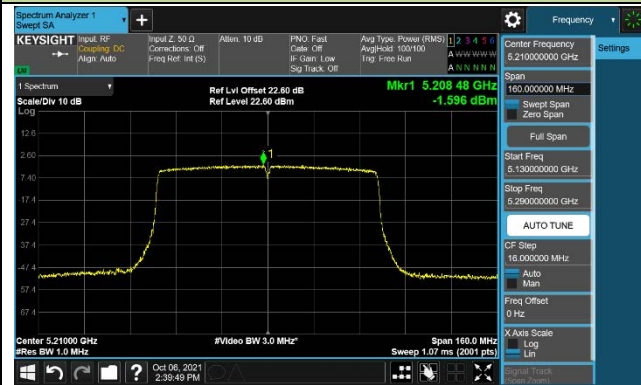 Spectrum Analyzer 1
Swept SA
+
Frequency
KEYSIGHT
Input: RF
Coupling: DC
Align: Auto
Input Z: 50 Ω
Corrections: Off
Freq Ref: Int (S)
Atten: 10 dB
PNO: Fast
Gate: Off
IF Gain: Low
Sig Track: Off
Avg Type: Power (RMS)
Avg|Hold: 100/100
Trig: Free Run
1 2 3 4 5 6
A W W W W W
A N N N N N
1 Spectrum
Scale/Div 10 dB
Ref Lvl Offset 22.60 dB
Ref Level 22.60 dBm
Mkr1 5.208 48 GHz
-1.596 dBm
Log
12.6
2.60
-7.40
-17.4
-27.4
-37.4
-47.4
-57.4
-67.4
1
Center 5.21000 GHz
#Res BW 1.0 MHz
#Video BW 3.0 MHz*
Span 160.0 MHz
Sweep 1.07 ms (2001 pts)
Center Frequency
5.210000000 GHz
Settings
Span
160.000000 MHz
Swept Span
Zero Span
Full Span
Start Freq
5.130000000 GHz
Stop Freq
5.290000000 GHz
AUTO TUNE
CF Step
16.000000 MHz
Auto
Man
Freq Offset
0 Hz
X Axis Scale
Log
Lin
Signal Track
(Span Zoom)
?
Oct 06, 2021
2:39:49 PM